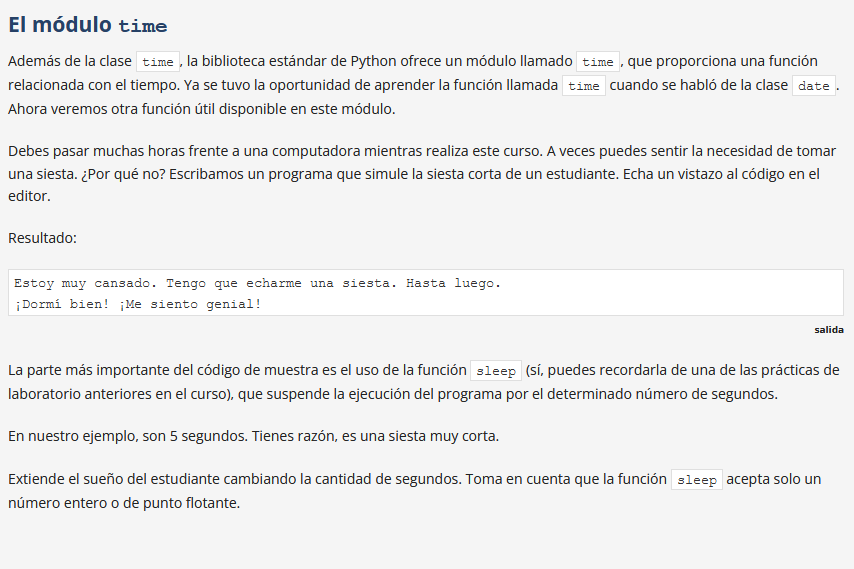 El módulo time
Además de la clase time, la biblioteca estándar de Python ofrece un módulo llamado time, que proporciona una función
relacionada con el tiempo. Ya se tuvo la oportunidad de aprender la función llamada time cuando se habló de la clase date.
Ahora veremos otra función útil disponible en este módulo.
Debes pasar muchas horas frente a una computadora mientras realiza este curso. A veces puedes sentir la necesidad de tomar
una siesta. ¿Por qué no? Escribamos un programa que simule la siesta corta de un estudiante. Echa un vistazo al código en el
editor.
Resultado:
Estoy muy cansado. Tengo que echarme una siesta. Hasta luego.
¡Dormí bien! ¡Me siento genial!
salida
La parte más importante del código de muestra es el uso de la función sleep (sí, puedes recordarla de una de las prácticas de
laboratorio anteriores en el curso), que suspende la ejecución del programa por el determinado número de segundos.
En nuestro ejemplo, son 5 segundos. Tienes razón, es una siesta muy corta.
Extiende el sueño del estudiante cambiando la cantidad de segundos. Toma en cuenta que la función sleep acepta solo un
número entero o de punto flotante.